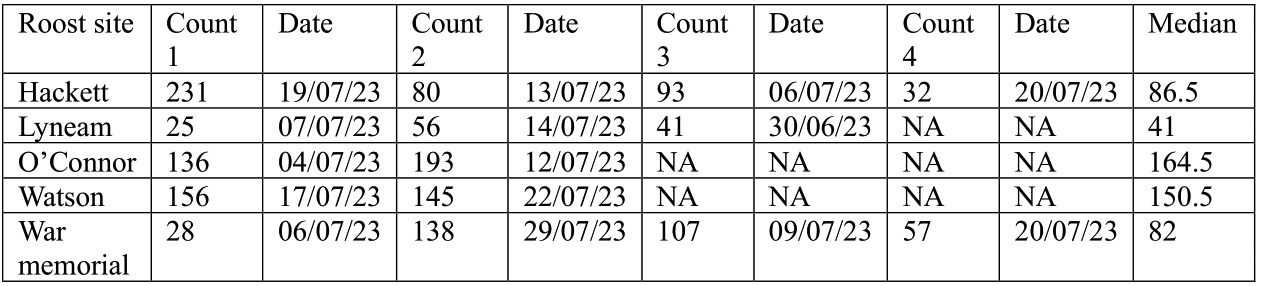 Roost site Count 1 Date Count 2 Date Count 3 Date Count 4 Date Median
Hackett 231 19/07/23 80 13/07/23 93 06/07/23 32 20/07/23 86.5
Lyneam 25 07/07/23 56 14/07/23 41 30/06/23 NA NA 41
O’Connor 136 04/07/23 193 12/07/23 NA NA NA NA 164.5
Watson 156 17/07/23 145 22/07/23 NA NA NA NA 150.5
War memorial 28 06/07/23 138 29/07/23 107 09/07/23 57 20/07/23 82